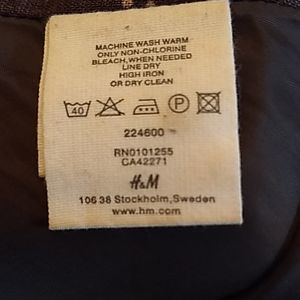 MACHINE WASH WARM
ONLY NON-CHLORINE
BLEACH, WHEN NEEDED
LINE DRY
HIGH IRON
OR DRY CLEAN
40 P
224600
RN0101255
CA42271
H&M
106 38 Stockholm, Sweden
www.hm.com